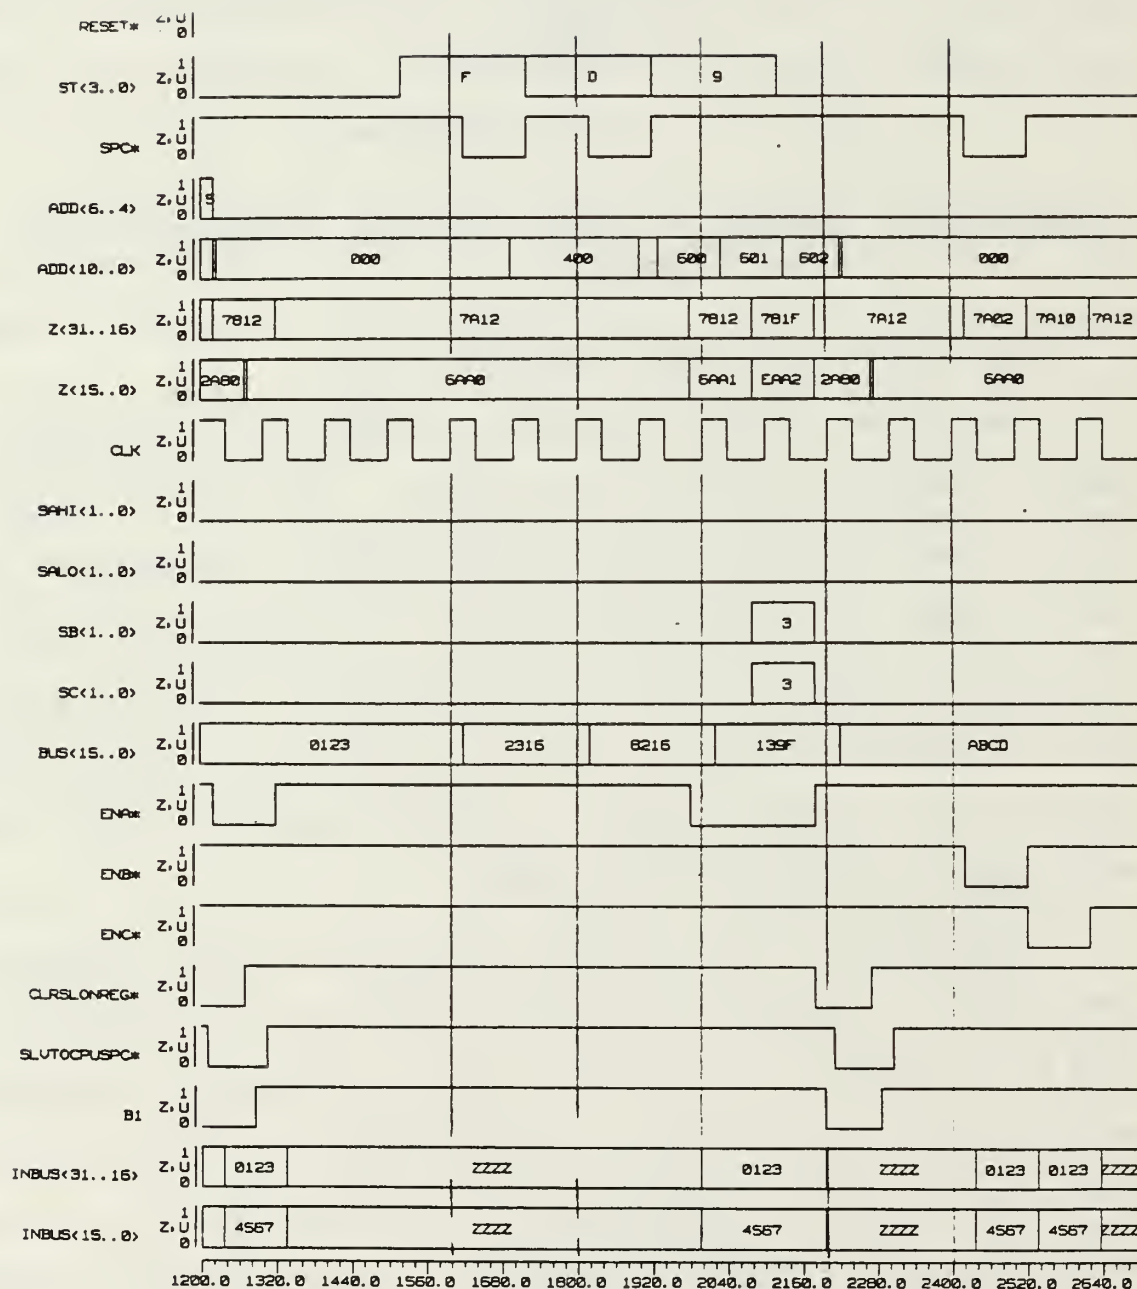 RESET* Z,U 0
ST<3..0> Z,U 1 0 F D 9
SPC* Z,U 1 0
ADD<6..4> Z,U 1 0 S
ADD<10..0> Z,U 1 0 000 400 600 601 602 000
Z<31..16> Z,U 1 0 7812 7A12 7812 781F 7A12 7A02 7A10 7A12
Z<15..0> Z,U 1 0 2A80 6AA0 6AA1 EAA2 2A80 6AA0
CLK Z,U 1 0
SAHI<1..0> Z,U 1 0
SALO<1..0> Z,U 1 0
SB<1..0> Z,U 1 0 3
SC<1..0> Z,U 1 0 3
BUS<15..0> Z,U 1 0 0123 2316 8216 139F ABCD
ENA* Z,U 1 0
ENB* Z,U 1 0
ENC* Z,U 1 0
CLRSLONREG* Z,U 1 0
SLVTOCPUSPC* Z,U 1 0
B1 Z,U 1 0
INBUS<31..16> Z,U 1 0 0123 ZZZZ 0123 ZZZZ 0123 0123 ZZZZ
INBUS<15..0> Z,U 1 0 4567 ZZZZ 4567 ZZZZ 4567 4567 ZZZZ
1200.0 1320.0 1440.0 1560.0 1680.0 1800.0 1920.0 2040.0 2160.0 2280.0 2400.0 2520.0 2640.0